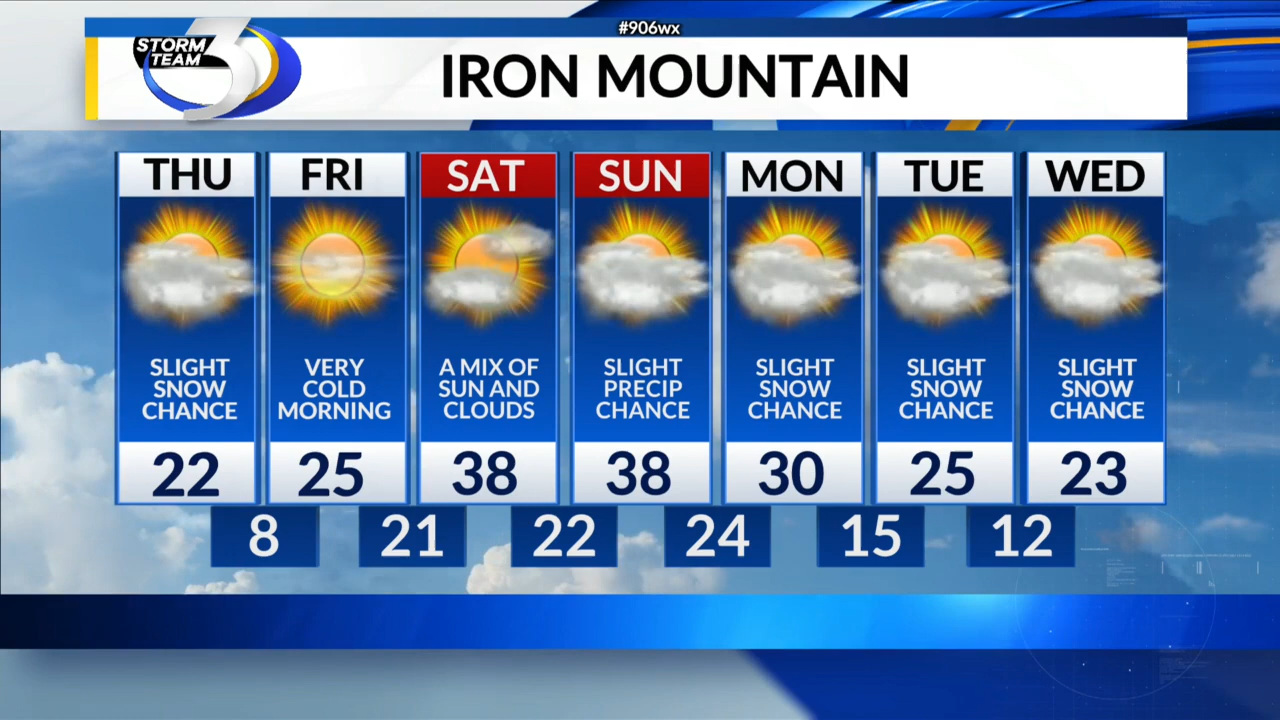 #906wx
STORM
TEAM
3
IRON MOUNTAIN
THU
FRI
SAT
SUN
MON
TUE
WED
SLIGHT
SNOW
CHANCE
VERY
COLD
MORNING
A MIX OF
SUN AND
CLOUDS
SLIGHT
PRECIP
CHANCE
SLIGHT
SNOW
CHANCE
SLIGHT
SNOW
CHANCE
SLIGHT
SNOW
CHANCE
22
25
38
38
30
25
23
8
21
22
24
15
12